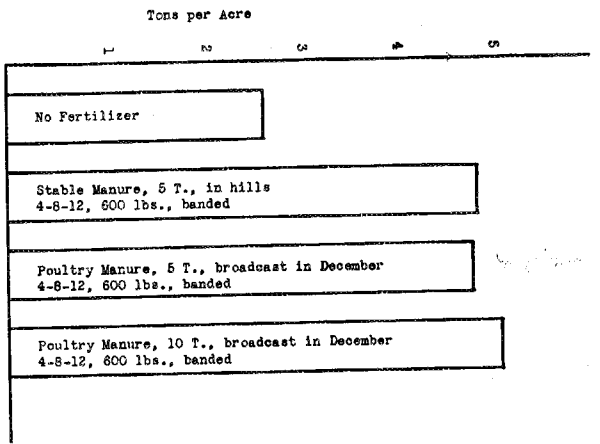 Tons per Acre
1 2 3 4 5
No Fertilizer
Stable Manure, 5 T., in hills
4-8-12, 600 lbs., banded
Poultry Manure, 5 T., broadcast in December
4-8-12, 600 lbs., banded
Poultry Manure, 10 T., broadcast in December
4-8-12, 600 lbs., banded